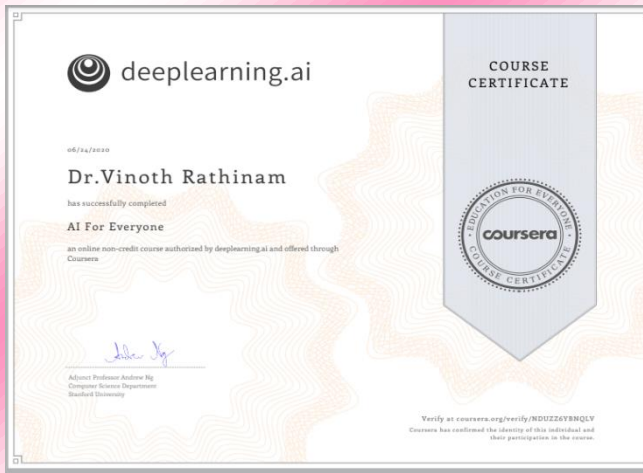 deeplearning.ai
COURSE
CERTIFICATE
06/24/2020
Dr.Vinoth Rathinam
has successfully completed
AI For Everyone
an online non-credit course authorized by deeplearning.ai and offered through
Coursera
EDUCATION FOR EVERYONE
coursera
COURSE CERTIFICATE
Andrew Ng
Adjunct Professor Andrew Ng
Computer Science Department
Stanford University
Verify at coursera.org/verify/NDUZZ6YBNQLV
Coursera has confirmed the identity of this individual and
their participation in the course.